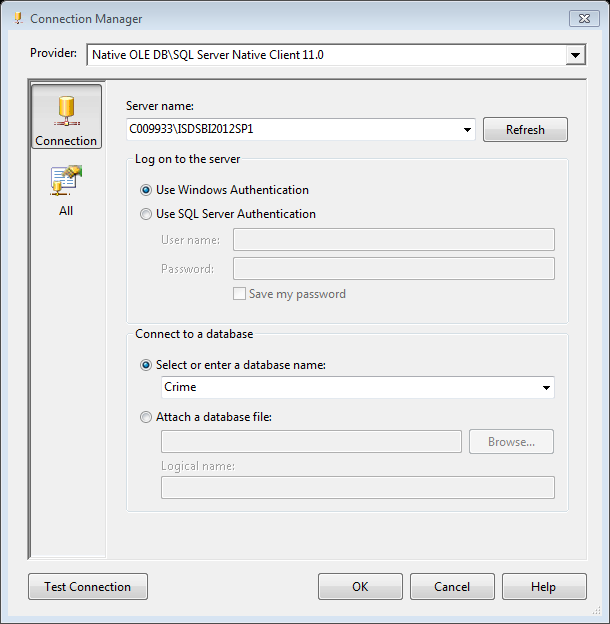 Connection Manager
Provider: Native OLE DB\SQL Server Native Client 11.0
Connection
All
Server name:
C009933\ISDSBI2012SP1
Refresh
Log on to the server
Use Windows Authentication
Use SQL Server Authentication
User name:
Password:
Save my password
Connect to a database
Select or enter a database name:
Crime
Attach a database file:
Browse...
Logical name:
Test Connection OK Cancel Help